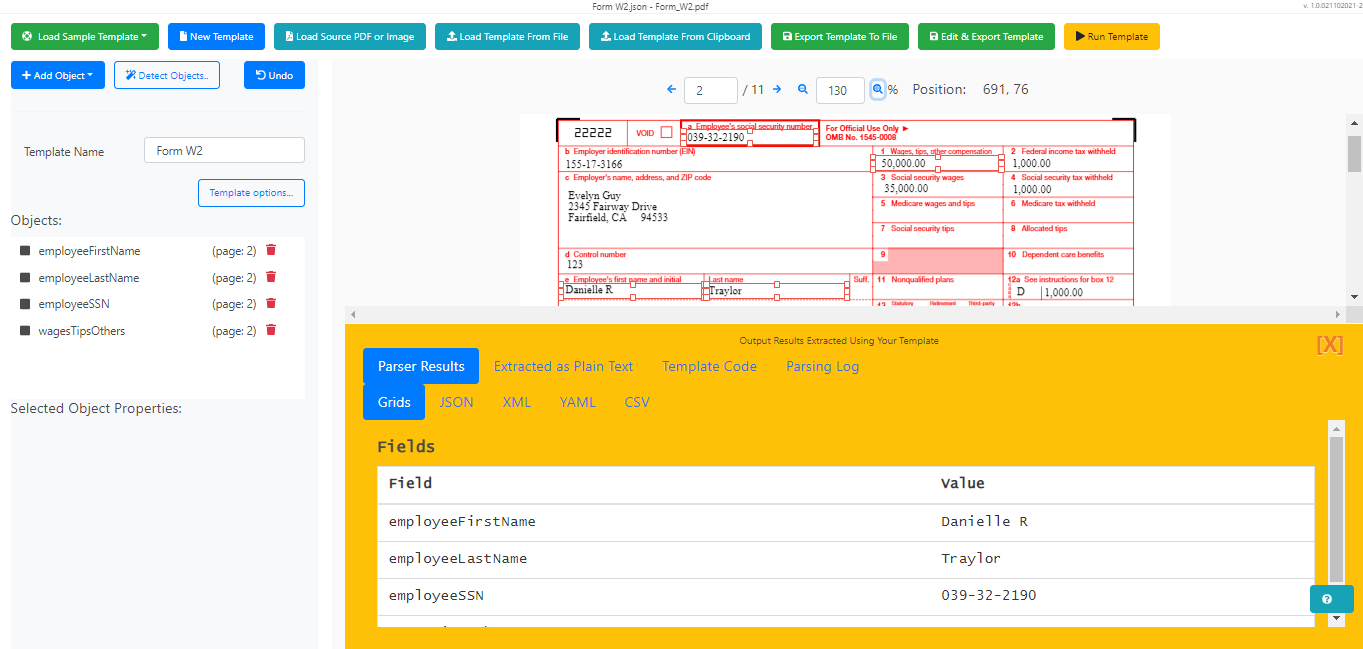 Form W2.json - Form_W2.pdf
v. 1.0.021102021-2
Load Sample Template
New Template
Load Source PDF or Image
Load Template From File
Load Template From Clipboard
Export Template To File
Edit & Export Template
Run Template
+ Add Object
Detect Objects..
Undo
2 / 11 130 % Position: 691, 76
Template Name Form W2
Template options...
Objects:
employeeFirstName (page: 2)
employeeLastName (page: 2)
employeeSSN (page: 2)
wagesTipsOthers (page: 2)
Selected Object Properties:
22222 VOID a Employee's social security number For Official Use Only ►
039-32-2190 OMB No. 1545-0008
b Employer identification number (EIN) 1 Wages, tips, other compensation 2 Federal income tax withheld
155-17-3166 50,000.00 1,000.00
c Employer's name, address, and ZIP code 3 Social security wages 4 Social security tax withheld
35,000.00 1,000.00
Evelyn Guy
2345 Fairway Drive 5 Medicare wages and tips 6 Medicare tax withheld
Fairfield, CA 94533
7 Social security tips 8 Allocated tips
d Control number 9 10 Dependent care benefits
123
e Employee's first name and initial Last name Suff. 11 Nonqualified plans 12a See instructions for box 12
Danielle R Traylor D 1,000.00
13 Statutory Retirement Third-party 12b
Output Results Extracted Using Your Template
[X]
Parser Results Extracted as Plain Text Template Code Parsing Log
Grids JSON XML YAML CSV
Fields
Field Value
employeeFirstName Danielle R
employeeLastName Traylor
employeeSSN 039-32-2190